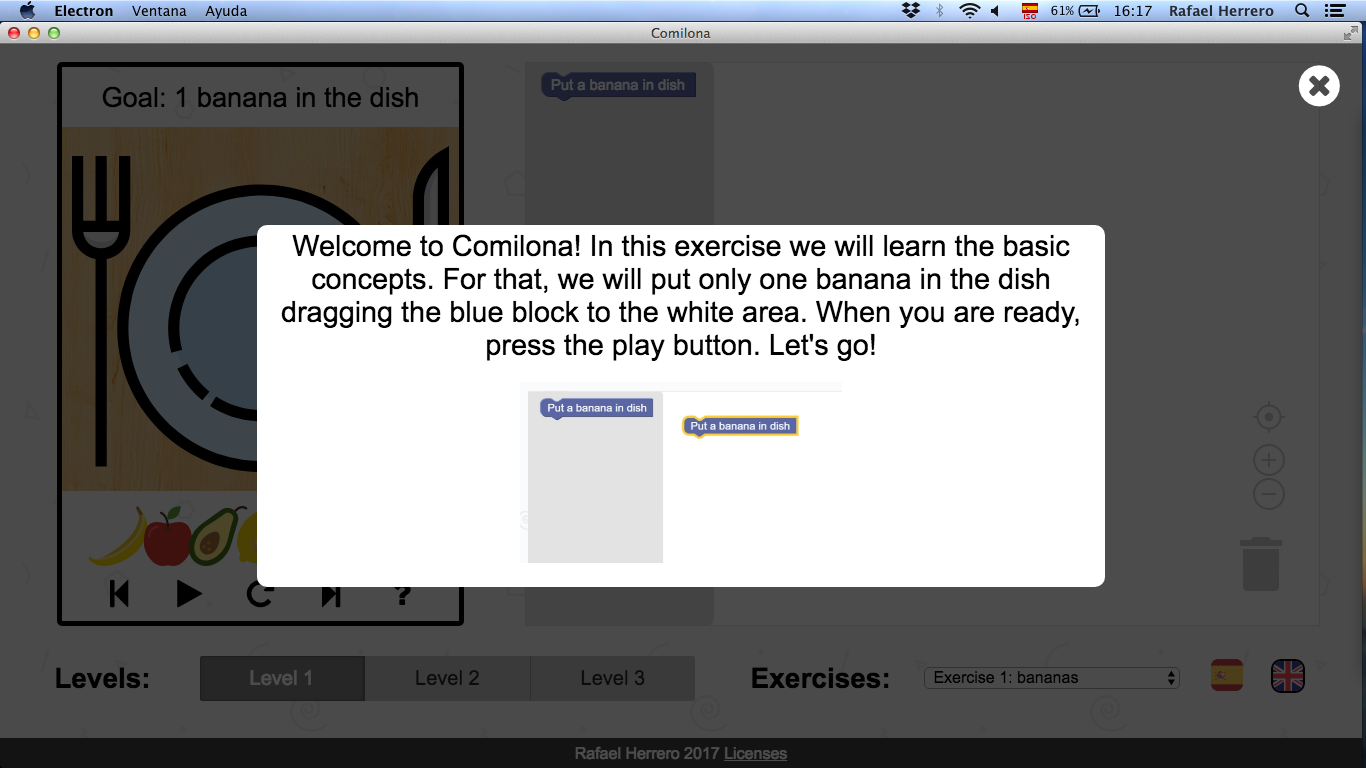 Electron Ventana Ayuda
61% 16:17 Rafael Herrero
ISO
Comilona
Goal: 1 banana in the dish
Put a banana in dish
Welcome to Comilona! In this exercise we will learn the basic
concepts. For that, we will put only one banana in the dish
dragging the blue block to the white area. When you are ready,
press the play button. Let's go!
Put a banana in dish
Put a banana in dish
?
Levels: Level 1 Level 2 Level 3 Exercises: Exercise 1: bananas
Rafael Herrero 2017 Licenses